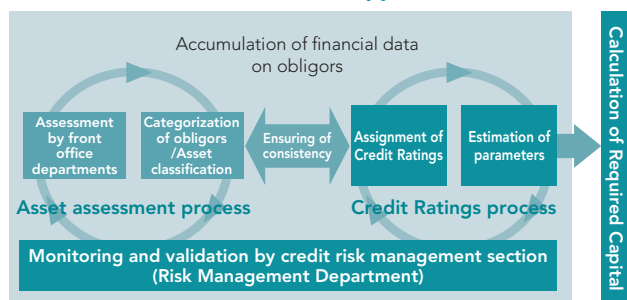 Accumulation of financial data
on obligors
Assessment
by front
office
departments
Categorization
of obligors
/Asset
classification
Ensuring of
consistency
Assignment of
Credit Ratings
Estimation of
parameters
Asset assessment process
Credit Ratings process
Monitoring and validation by credit risk management section
(Risk Management Department)
Calculation of Required Capital